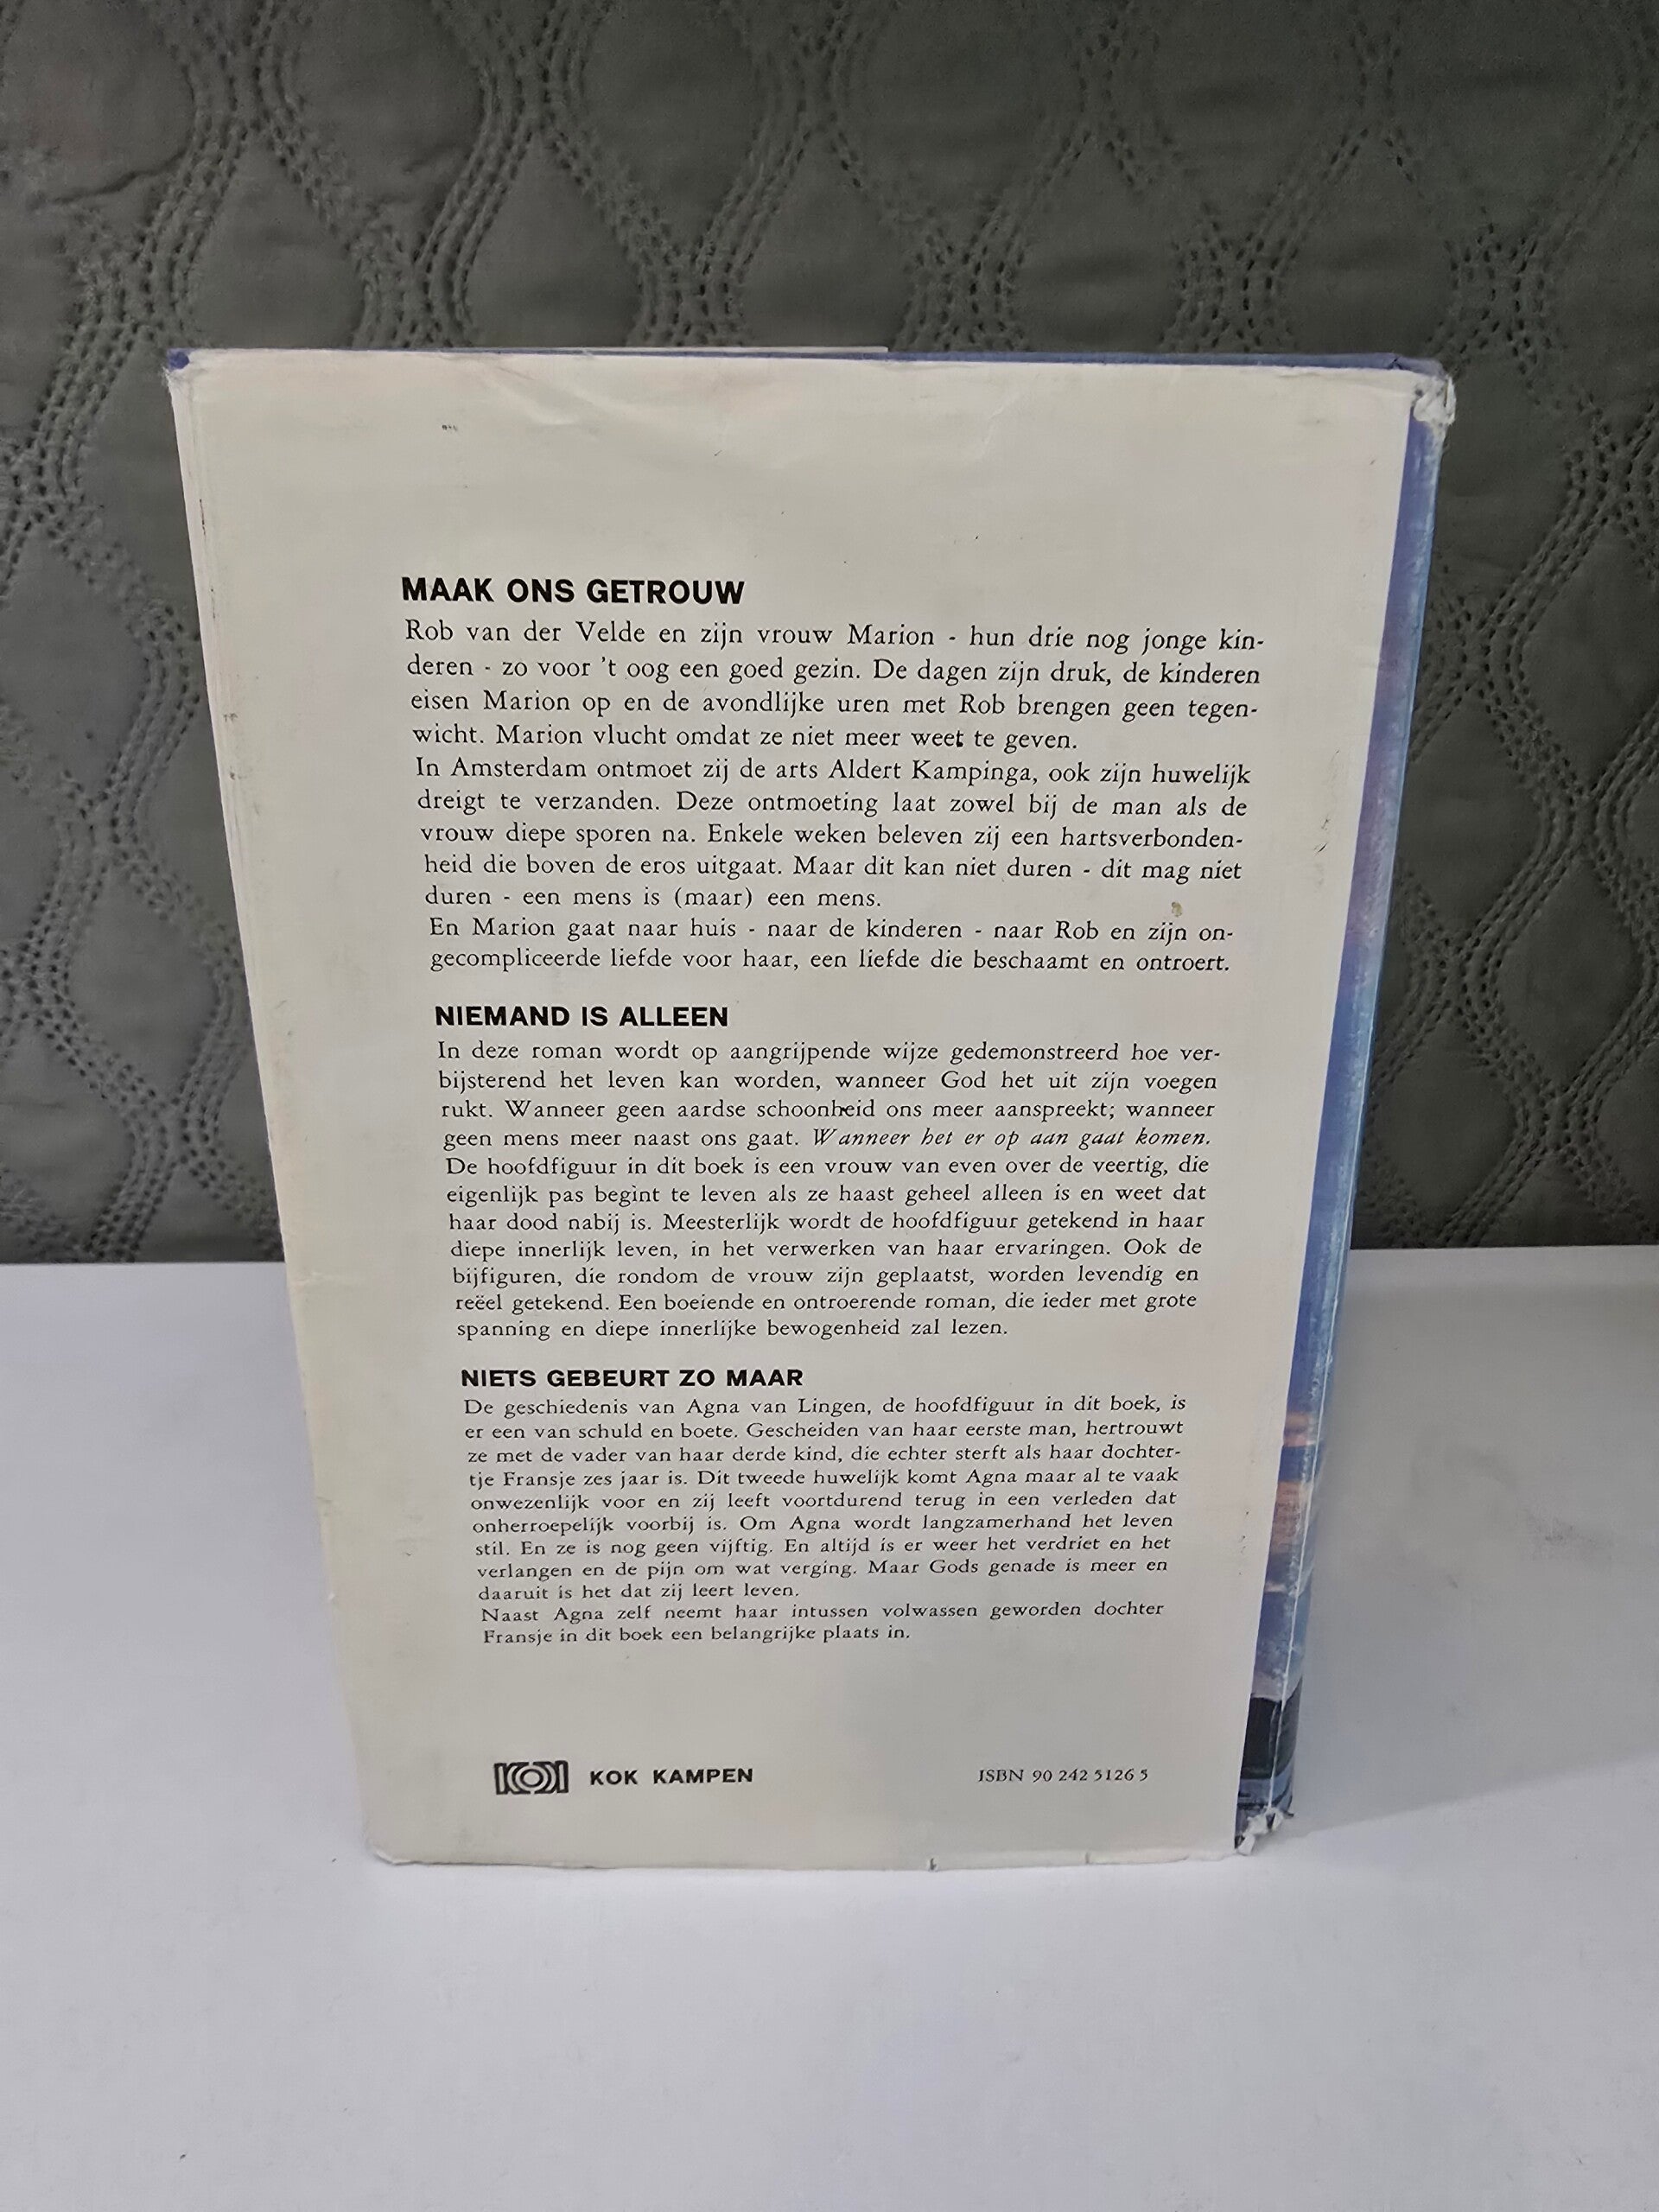 MAAK ONS GETROUW
Rob van der Velde en zijn vrouw Marion - hun drie nog jonge kin-
deren - zo voor 't oog een goed gezin. De dagen zijn druk, de kinderen
eisen Marion op en de avondlijke uren met Rob brengen geen tegen-
wicht. Marion vlucht omdat ze niet meer weet te geven.
In Amsterdam ontmoet zij de arts Aldert Kampinga, ook zijn huwelijk
dreigt te verzanden. Deze ontmoeting laat zowel bij de man als de
vrouw diepe sporen na. Enkele weken beleven zij een hartsverbonden-
heid die boven de eros uitgaat. Maar dit kan niet duren - dit mag niet
duren - een mens is (maar) een mens.
En Marion gaat naar huis - naar de kinderen - naar Rob en zijn on-
gecompliceerde liefde voor haar, een liefde die beschaamt en ontroert.
NIEMAND IS ALLEEN
In deze roman wordt op aangrijpende wijze gedemonstreerd hoe ver-
bijsterend het leven kan worden, wanneer God het uit zijn voegen
rukt. Wanneer geen aardse schoonheid ons meer aanspreekt; wanneer
geen mens meer naast ons gaat. Wanneer het er op aan gaat komen.
De hoofdfiguur in dit boek is een vrouw van even over de veertig, die
eigenlijk pas begint te leven als ze haast geheel alleen is en weet dat
haar dood nabij is. Meesterlijk wordt de hoofdfiguur getekend in haar
diepe innerlijk leven, in het verwerken van haar ervaringen. Ook de
bijfiguren, die rondom de vrouw zijn geplaatst, worden levendig en
reëel getekend. Een boeiende en ontroerende roman, die ieder met grote
spanning en diepe innerlijke bewogenheid zal lezen.
NIETS GEBEURT ZO MAAR
De geschiedenis van Agna van Lingen, de hoofdfiguur in dit boek, is
er een van schuld en boete. Gescheiden van haar eerste man, hertrouwt
ze met de vader van haar derde kind, die echter sterft als haar dochter-
tje Fransje zes jaar is. Dit tweede huwelijk komt Agna maar al te vaak
onwezenlijk voor en zij leeft voortdurend terug in een verleden dat
onherroepelijk voorbij is. Om Agna wordt langzamerhand het leven
stil. En ze is nog geen vijftig. En altijd is er weer het verdriet en het
verlangen en de pijn om wat verging. Maar Gods genade is meer en
daaruit is het dat zij leert leven.
Naast Agna zelf neemt haar intussen volwassen geworden dochter
Fransje in dit boek een belangrijke plaats in.
KOK KOK KAMPEN
ISBN 90 242 5126 5